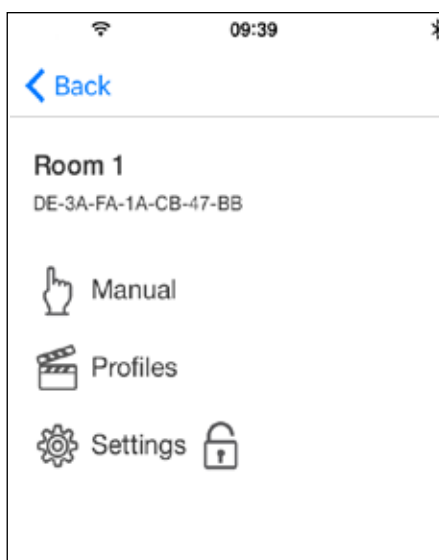 09:39
Back
Room 1
DE-3A-FA-1A-CB-47-BB
Manual
Profiles
Settings